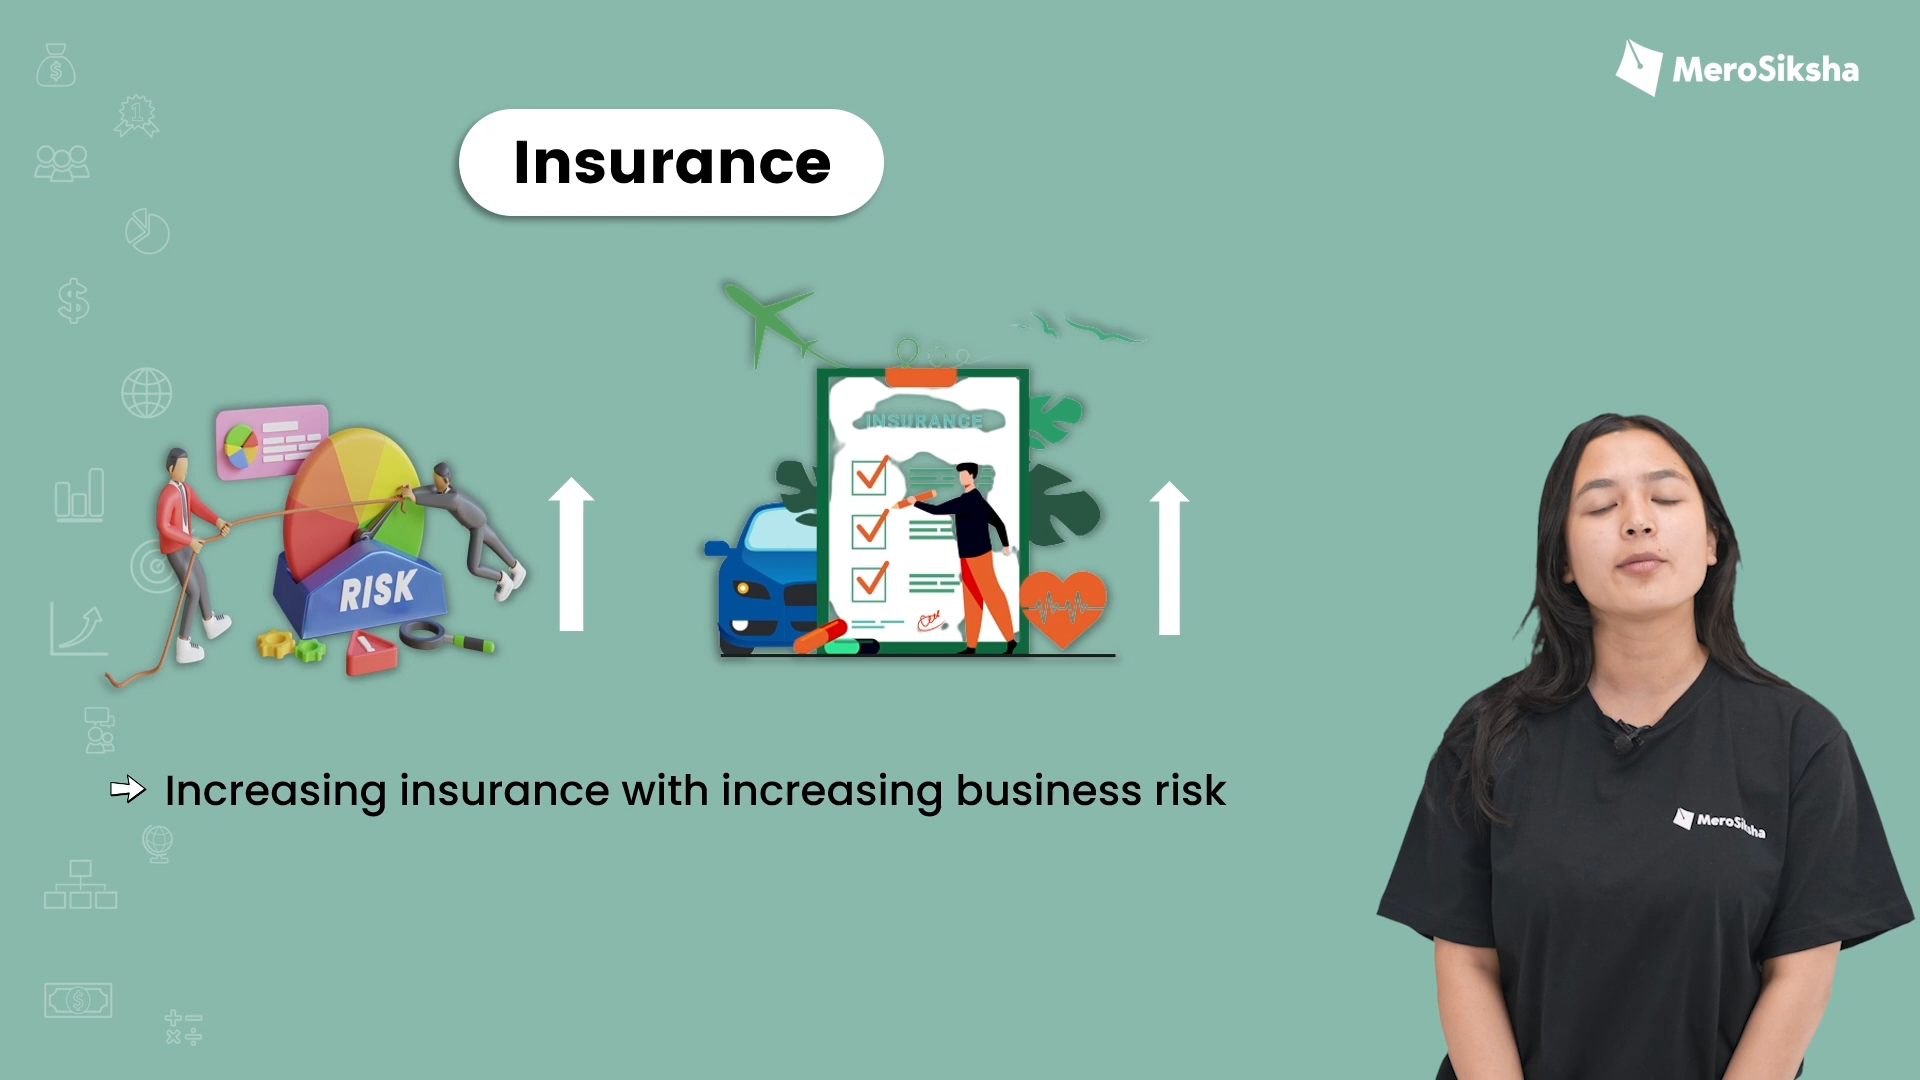 MeroSiksha
Insurance
INSURANCE
RISK
Increasing insurance with increasing business risk
MeroSiksha